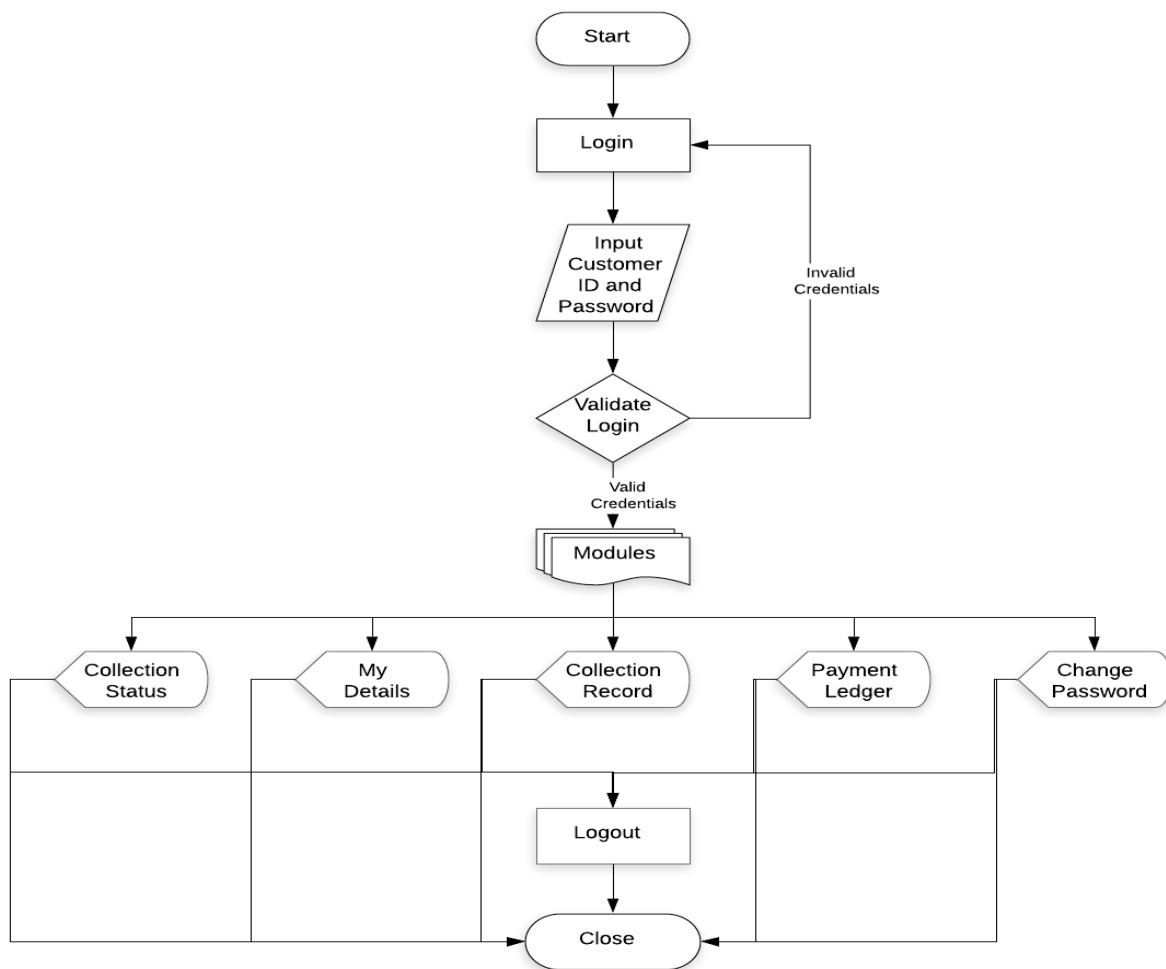 Start
Login
Input
Customer
ID and
Password
Invalid
Credentials
Validate
Login
Valid
Credentials
Modules
Collection
Status
My
Details
Collection
Record
Payment
Ledger
Change
Password
Logout
Close